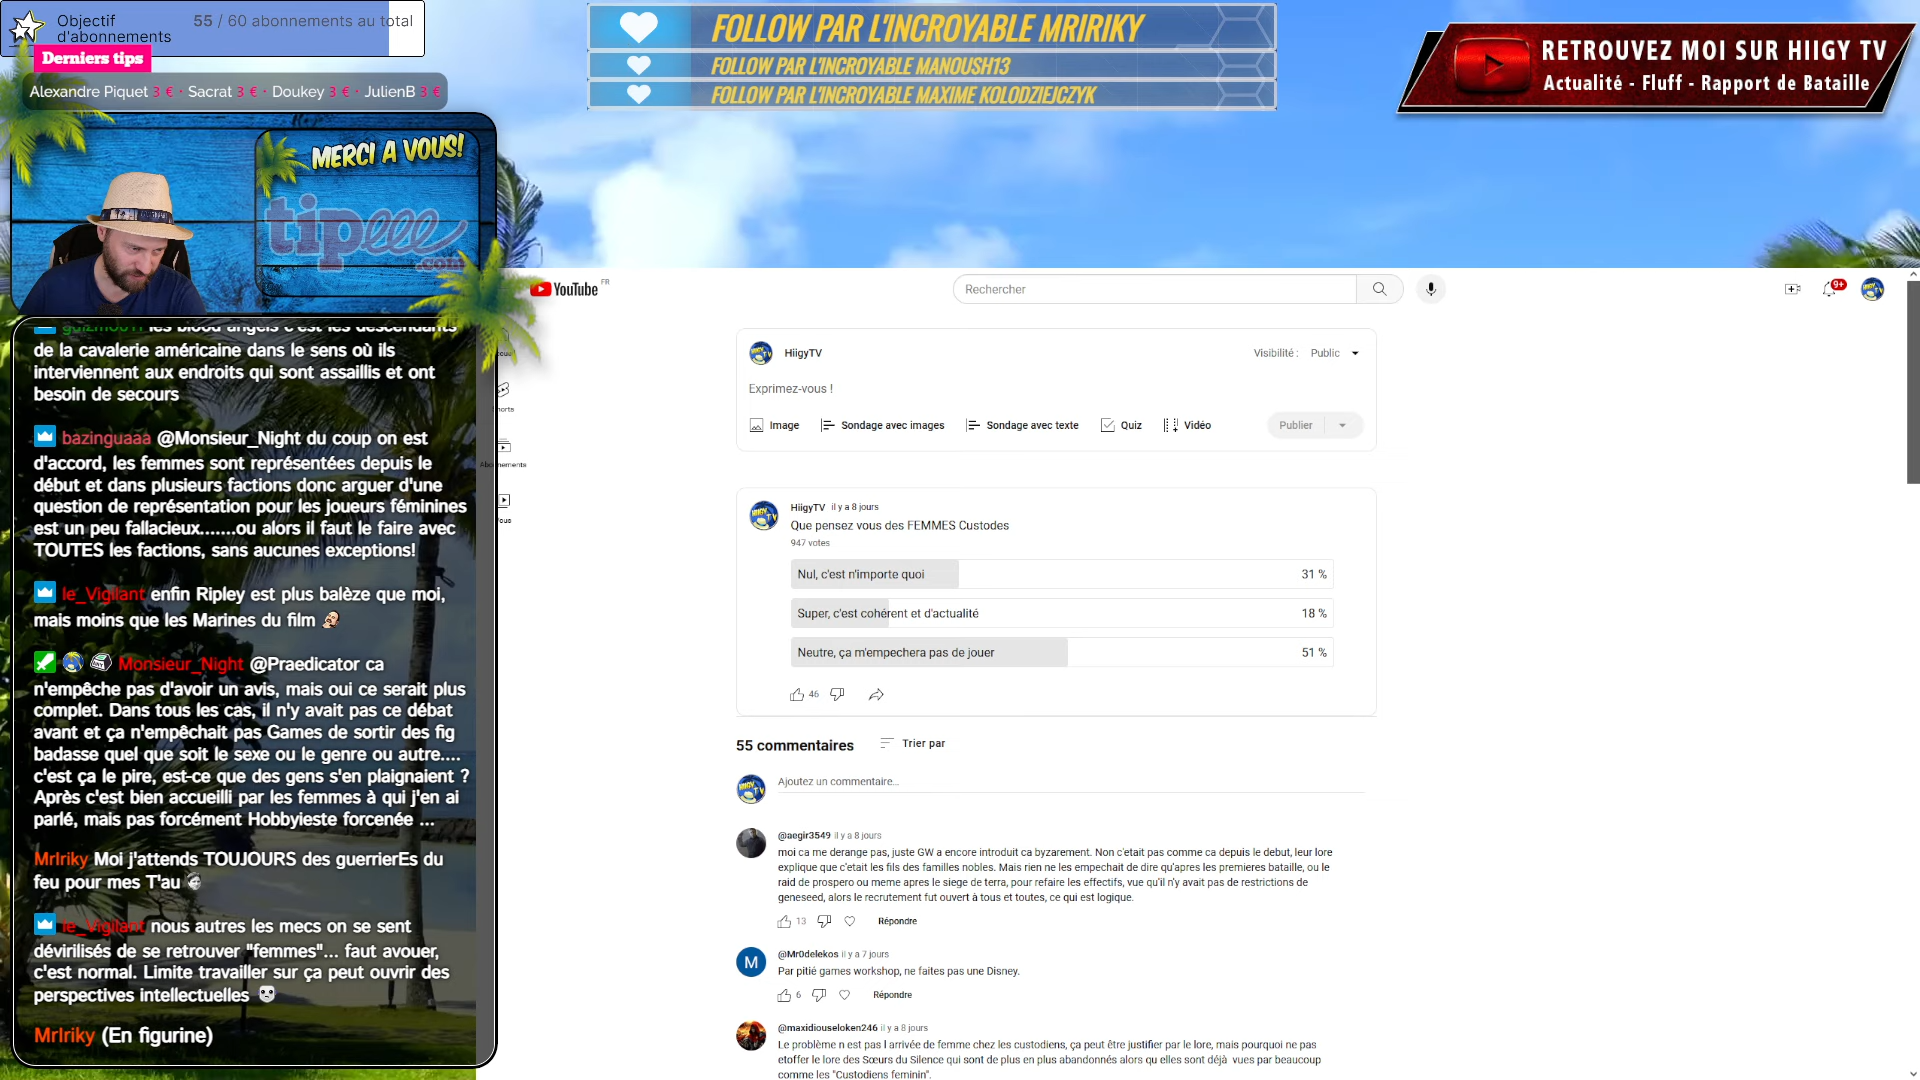 Objectif
d'abonnements
55 / 60 abonnements au total
Derniers tips
Alexandre Piquet 3 € · Sacrat 3 € · Doukey 3 € · JulienB 3 €
FOLLOW PAR L'INCROYABLE MRIRIKY
FOLLOW PAR L'INCROYABLE MANOUSH13
FOLLOW PAR L'INCROYABLE MAXIME KOLODZIEJCZYK
RETROUVEZ MOI SUR HIIGY TV
Actualité - Fluff - Rapport de Bataille
MERCI A VOUS!
tipeee
.com
les blood angels c'est les descendants
de la cavalerie américaine dans le sens où ils
interviennent aux endroits qui sont assaillis et ont
besoin de secours
bazinguaaa @Monsieur_Night du coup on est
d'accord, les femmes sont représentées depuis le
début et dans plusieurs factions donc arguer d'une
question de représentation pour les joueurs féminines
est un peu fallacieux.......ou alors il faut le faire avec
TOUTES les factions, sans aucunes exceptions!
le_Vigilant enfin Ripley est plus balèze que moi,
mais moins que les Marines du film
Monsieur_Night @Praedicator ca
n'empêche pas d'avoir un avis, mais oui ce serait plus
complet. Dans tous les cas, il n'y avait pas ce débat
avant et ça n'empêchait pas Games de sortir des fig
badasse quel que soit le sexe ou le genre ou autre....
c'est ça le pire, est-ce que des gens s'en plaignaient ?
Après c'est bien accueilli par les femmes à qui j'en ai
parlé, mais pas forcément Hobbyieste forcenée ...
MrIriky Moi j'attends TOUJOURS des guerrierEs du
feu pour mes T'au
le_Vigilant nous autres les mecs on se sent
dévirilisés de se retrouver "femmes"... faut avouer,
c'est normal. Limite travailler sur ça peut ouvrir des
perspectives intellectuelles
MrIriky (En figurine)
YouTube FR
Rechercher
9+
HiigyTV
Visibilité : Public
Exprimez-vous !
Image
Sondage avec images
Sondage avec texte
Quiz
Vidéo
Publier
HiigyTV il y a 8 jours
Que pensez vous des FEMMES Custodes
947 votes
Nul, c'est n'importe quoi 31 %
Super, c'est cohérent et d'actualité 18 %
Neutre, ça m'empechera pas de jouer 51 %
46
55 commentaires
Trier par
Ajoutez un commentaire...
@aegir3549 il y a 8 jours
moi ca me derange pas, juste GW a encore introduit ca byzarement. Non c'etait pas comme ca depuis le debut, leur lore
explique que c'etait les fils des familles nobles. Mais rien ne les empechait de dire qu'apres les premieres bataille, ou le
raid de prospero ou meme apres le siege de terra, pour refaire les effectifs, vue qu'il n'y avait pas de restrictions de
geneseed, alors le recrutement fut ouvert à tous et toutes, ce qui est logique.
13
Répondre
M
@Mr0delekos il y a 7 jours
Par pitié games workshop, ne faites pas une Disney.
6
Répondre
@maxidiouseloken246 il y a 8 jours
Le problème n est pas l arrivée de femme chez les custodiens, ça peut être justifier par le lore, mais pourquoi ne pas
etoffer le lore des Sœurs du Silence qui sont de plus en plus abandonnés alors qu elles sont déjà vues par beaucoup
comme les "Custodiens feminin".